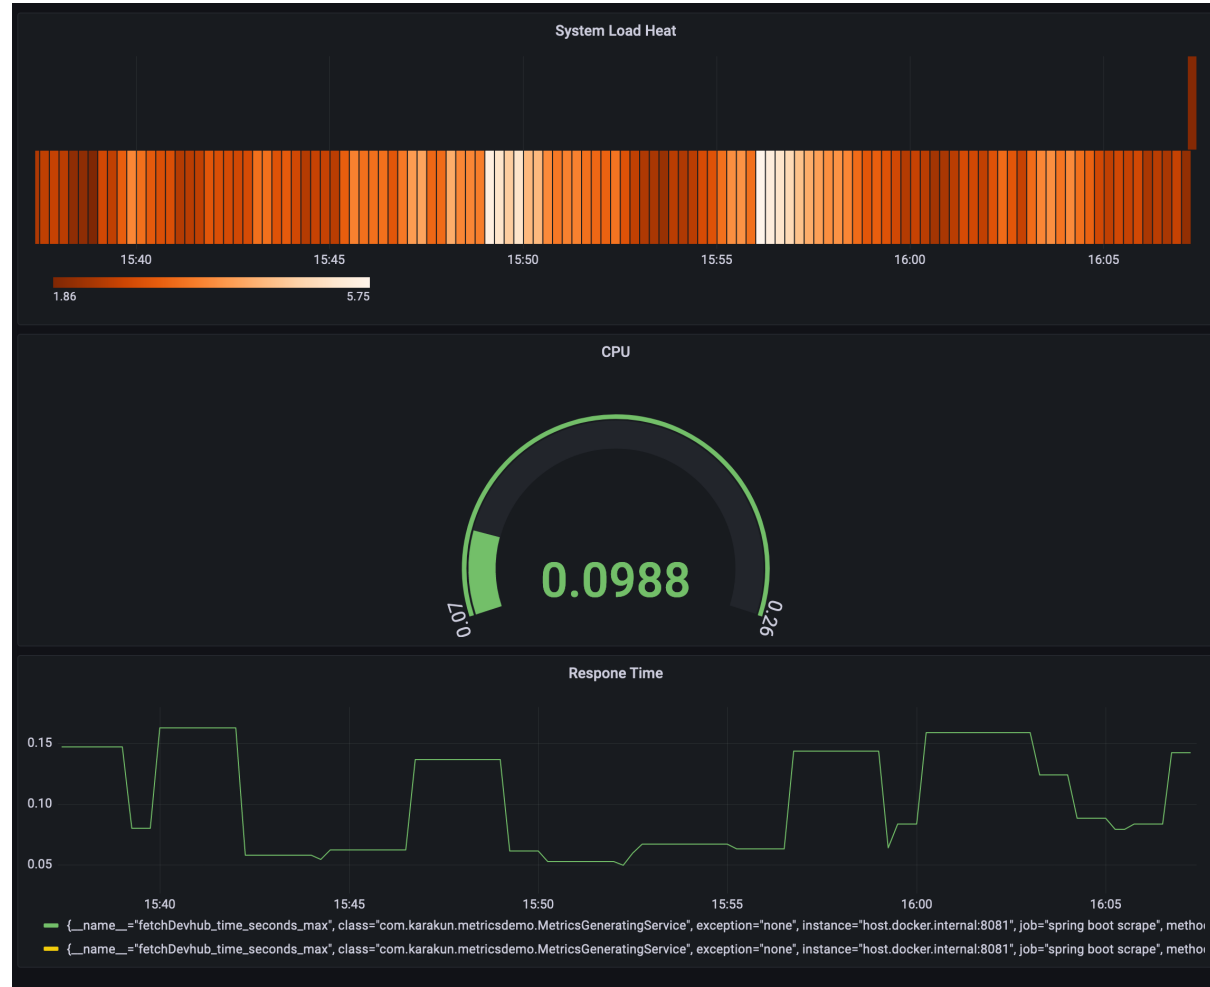 System Load Heat
15:40 15:45 15:50 15:55 16:00 16:05
1.86 5.75
CPU
0.0988
0.07 0.26
Respone Time
0.15
0.10
0.05
15:40 15:45 15:50 15:55 16:00 16:05
{__name__="fetchDevhub_time_seconds_max", class="com.karakun.metricsdemo.MetricsGeneratingService", exception="none", instance="host.docker.internal:8081", job="spring boot scrape", metho
{__name__="fetchDevhub_time_seconds_max", class="com.karakun.metricsdemo.MetricsGeneratingService", exception="none", instance="host.docker.internal:8081", job="spring boot scrape", metho